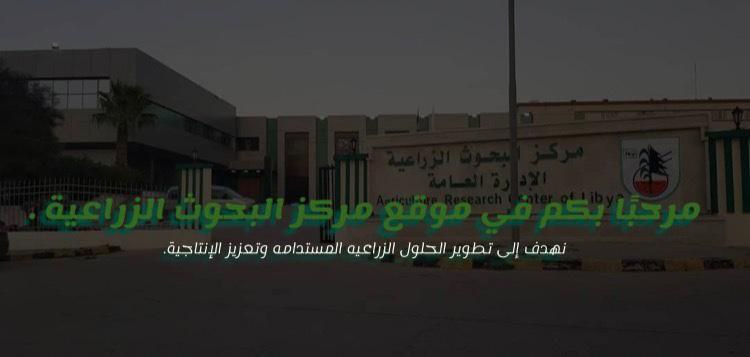 مركز البحوث الزراعية
الإدارة العامة
Agriculture Research Center of Libya
مرحبًا بكم في موقع مركز البحوث الزراعية .
نهدف إلى تطوير الحلول الزراعيه المستدامه وتعزيز الإنتاجية.